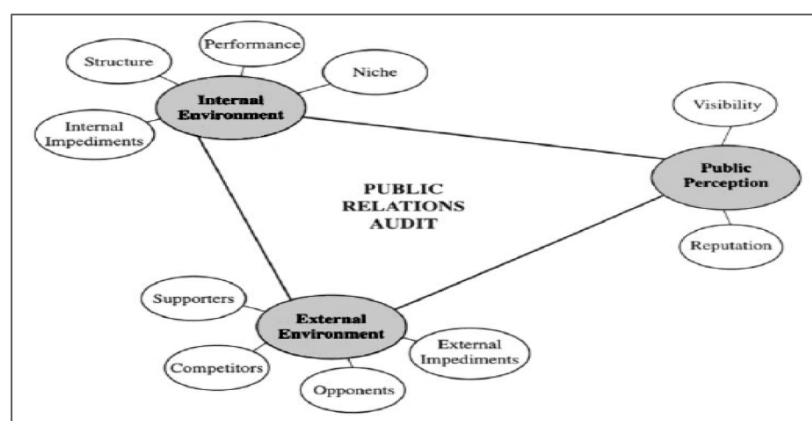 Performance
Structure
Niche
Internal
Environment
Internal
Impediments
Visibility
Public
Perception
Reputation
PUBLIC
RELATIONS
AUDIT
Supporters
External
Environment
External
Impediments
Competitors
Opponents